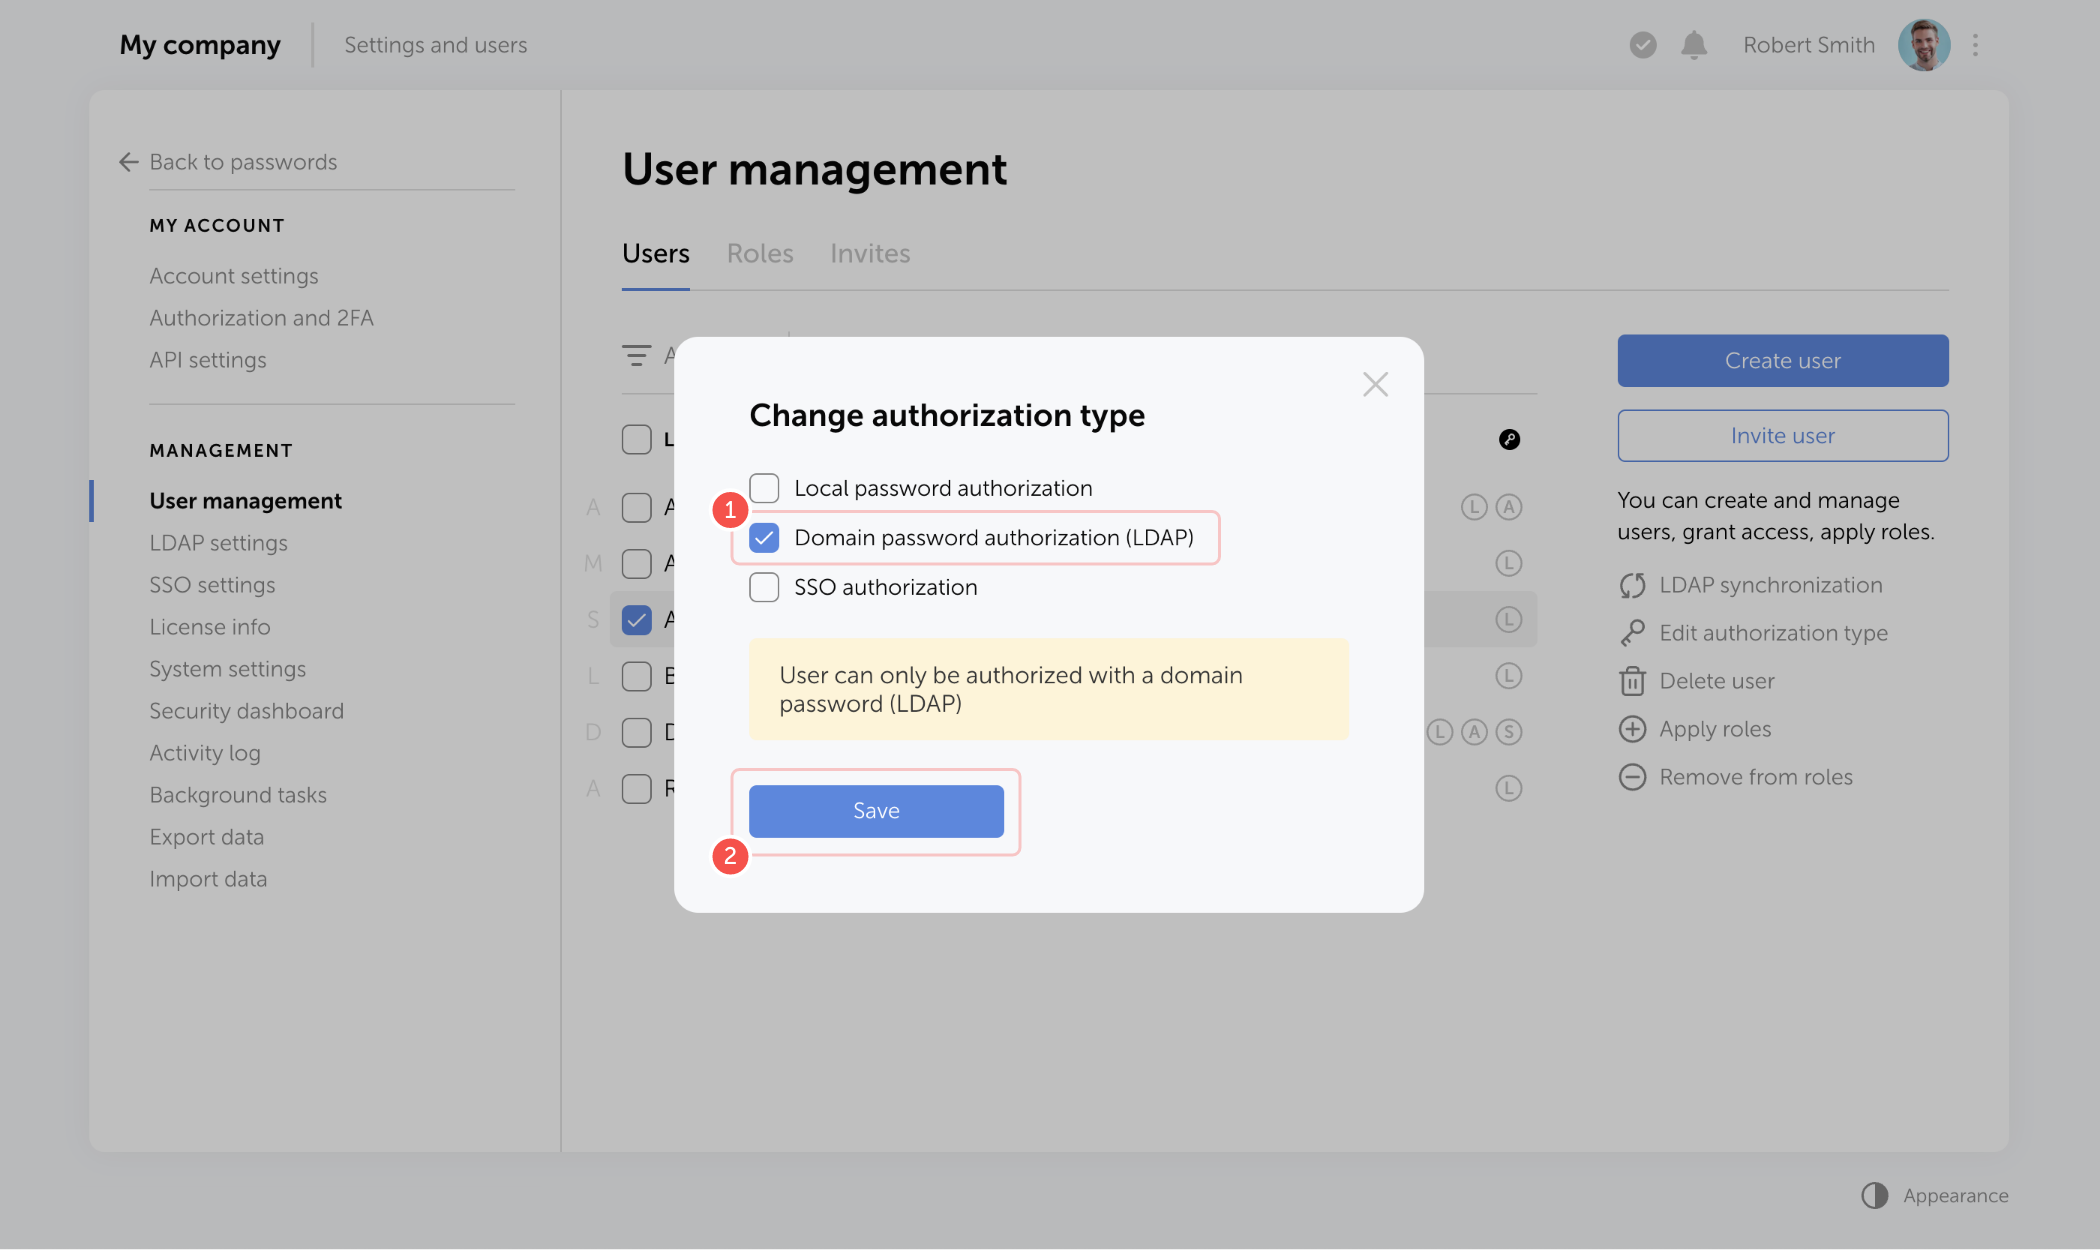 My company
Settings and users
Robert Smith
Back to passwords
MY ACCOUNT
Account settings
Authorization and 2FA
API settings
MANAGEMENT
User management
LDAP settings
SSO settings
License info
System settings
Security dashboard
Activity log
Background tasks
Export data
Import data
User management
Users
Roles
Invites
A
L
A A
L A
M A
L
S A
L
L B
L
D D
L A S
A R
L
Change authorization type
Local password authorization
1
Domain password authorization (LDAP)
SSO authorization
User can only be authorized with a domain
password (LDAP)
Save
2
Create user
Invite user
You can create and manage
users, grant access, apply roles.
LDAP synchronization
Edit authorization type
Delete user
Apply roles
Remove from roles
Appearance